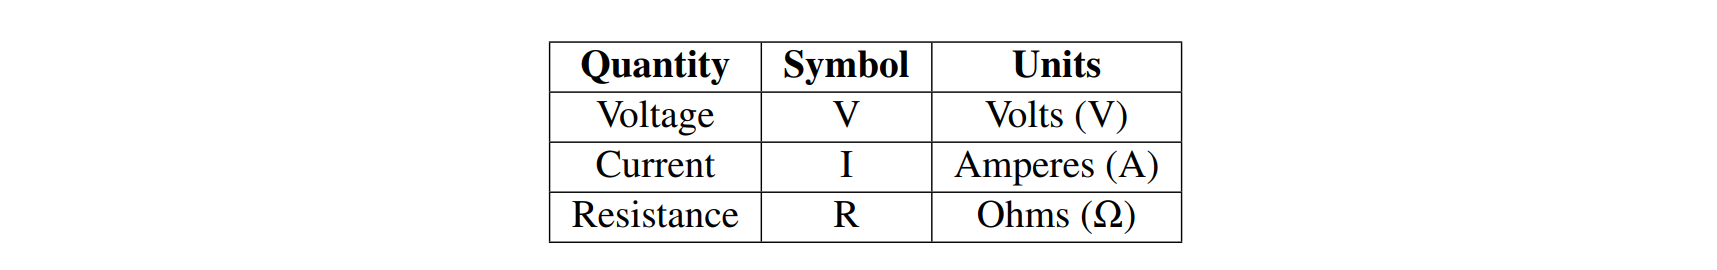 Quantity Symbol Units
Voltage V Volts (V)
Current I Amperes (A)
Resistance R Ohms (Ω)